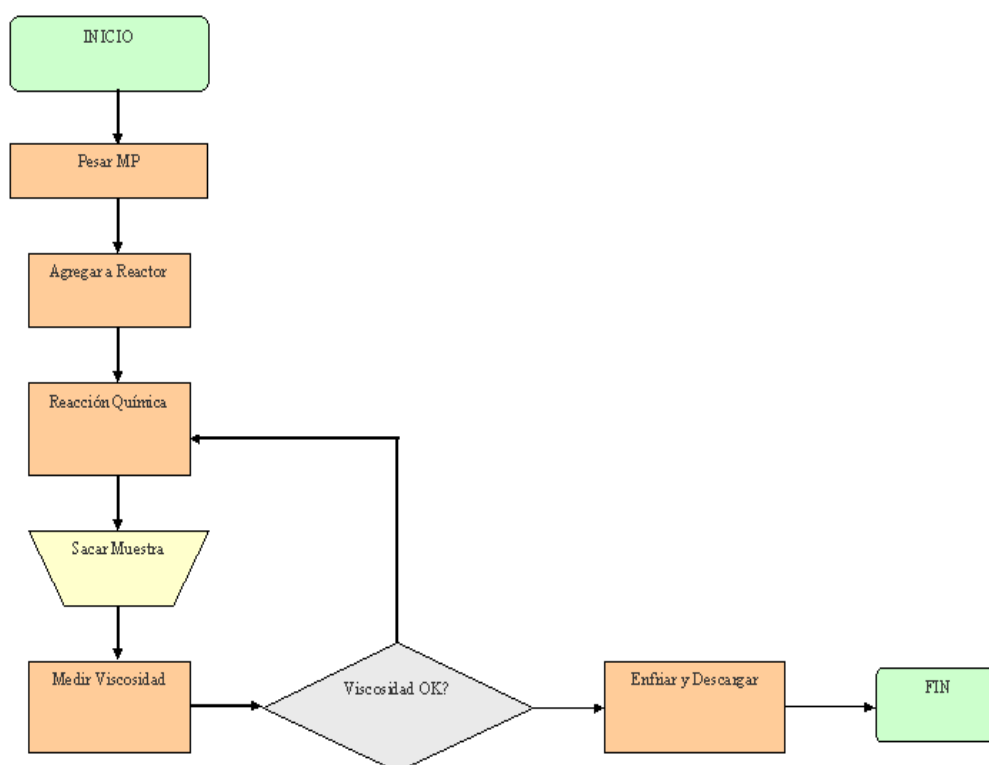 INICIO
Pesar MP
Agregar a Reactor
Reacción Química
Sacar Muestra
Medir Viscosidad
Viscosidad OK?
Enfriar y Descargar
FIN